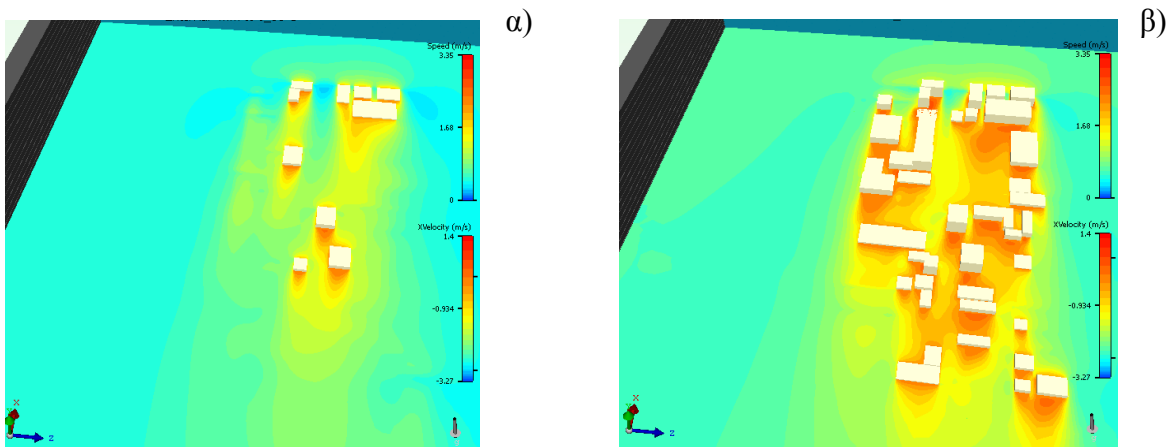 α)
Speed (m/s)
3.35
1.68
0
XVelocity (m/s)
1.4
-0.934
-3.27
X
Z
β)
Speed (m/s)
3.35
1.68
0
XVelocity (m/s)
1.4
-0.934
-3.27
X
Z